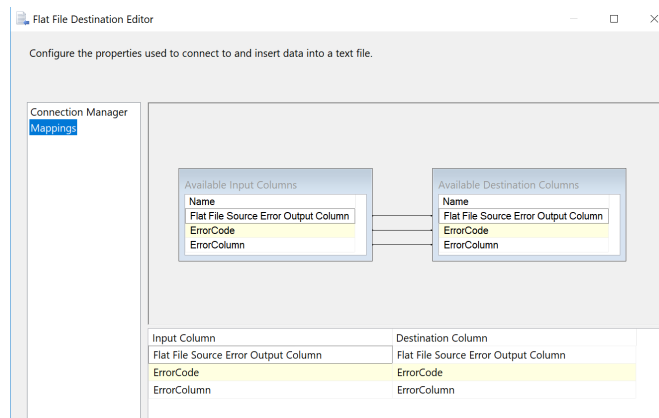 Flat File Destination Editor
Configure the properties used to connect to and insert data into a text file.
Connection Manager
Mappings
Available Input Columns
Name
Flat File Source Error Output Column
ErrorCode
ErrorColumn
Available Destination Columns
Name
Flat File Source Error Output Column
ErrorCode
ErrorColumn
Input Column Destination Column
Flat File Source Error Output Column Flat File Source Error Output Column
ErrorCode ErrorCode
ErrorColumn ErrorColumn